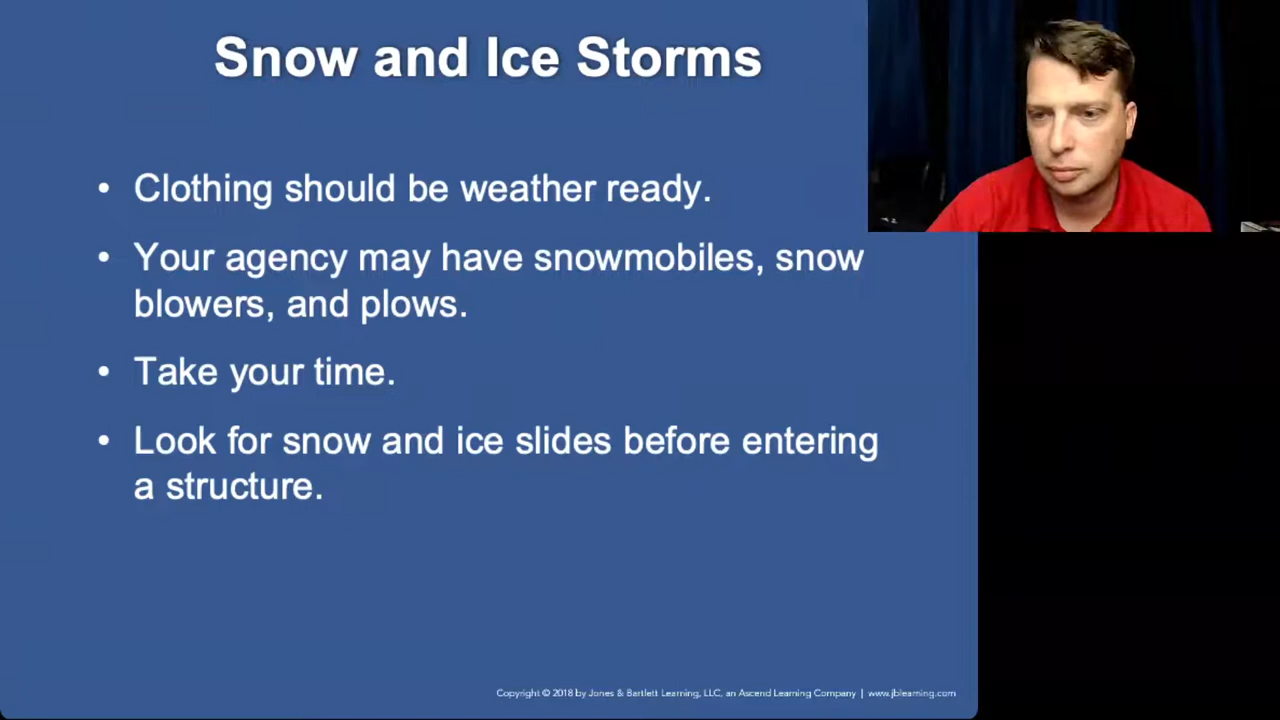 Snow and Ice Storms
• Clothing should be weather ready.
• Your agency may have snowmobiles, snow
blowers, and plows.
• Take your time.
• Look for snow and ice slides before entering
a structure.
Copyright © 2018 by Jones & Bartlett Learning, LLC, an Ascend Learning Company | www.jblearning.com